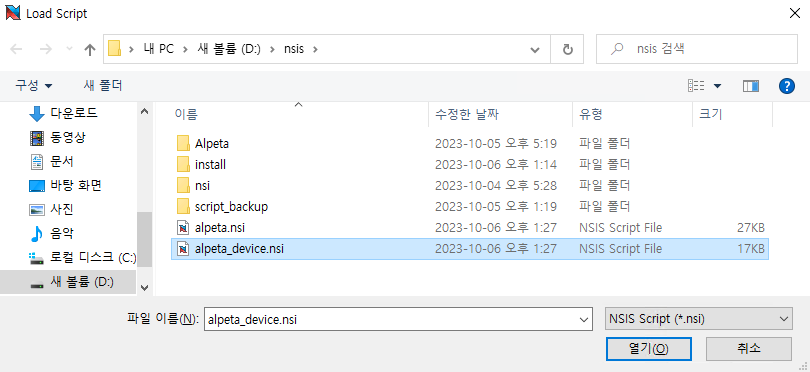 Load Script
내 PC > 새 볼륨 (D:) > nsis >
nsis 검색
구성 새 폴더
이름 수정한 날짜 유형 크기
다운로드
동영상
문서
바탕 화면
사진
음악
로컬 디스크 (C:)
새 볼륨 (D:)
Alpeta 2023-10-05 오후 5:19 파일 폴더
install 2023-10-06 오후 1:14 파일 폴더
nsi 2023-10-04 오후 5:28 파일 폴더
script_backup 2023-10-05 오후 1:19 파일 폴더
alpeta.nsi 2023-10-06 오후 1:27 NSIS Script File 27KB
alpeta_device.nsi 2023-10-06 오후 1:27 NSIS Script File 17KB
파일 이름(N): alpeta_device.nsi NSIS Script (*.nsi)
열기(O) 취소